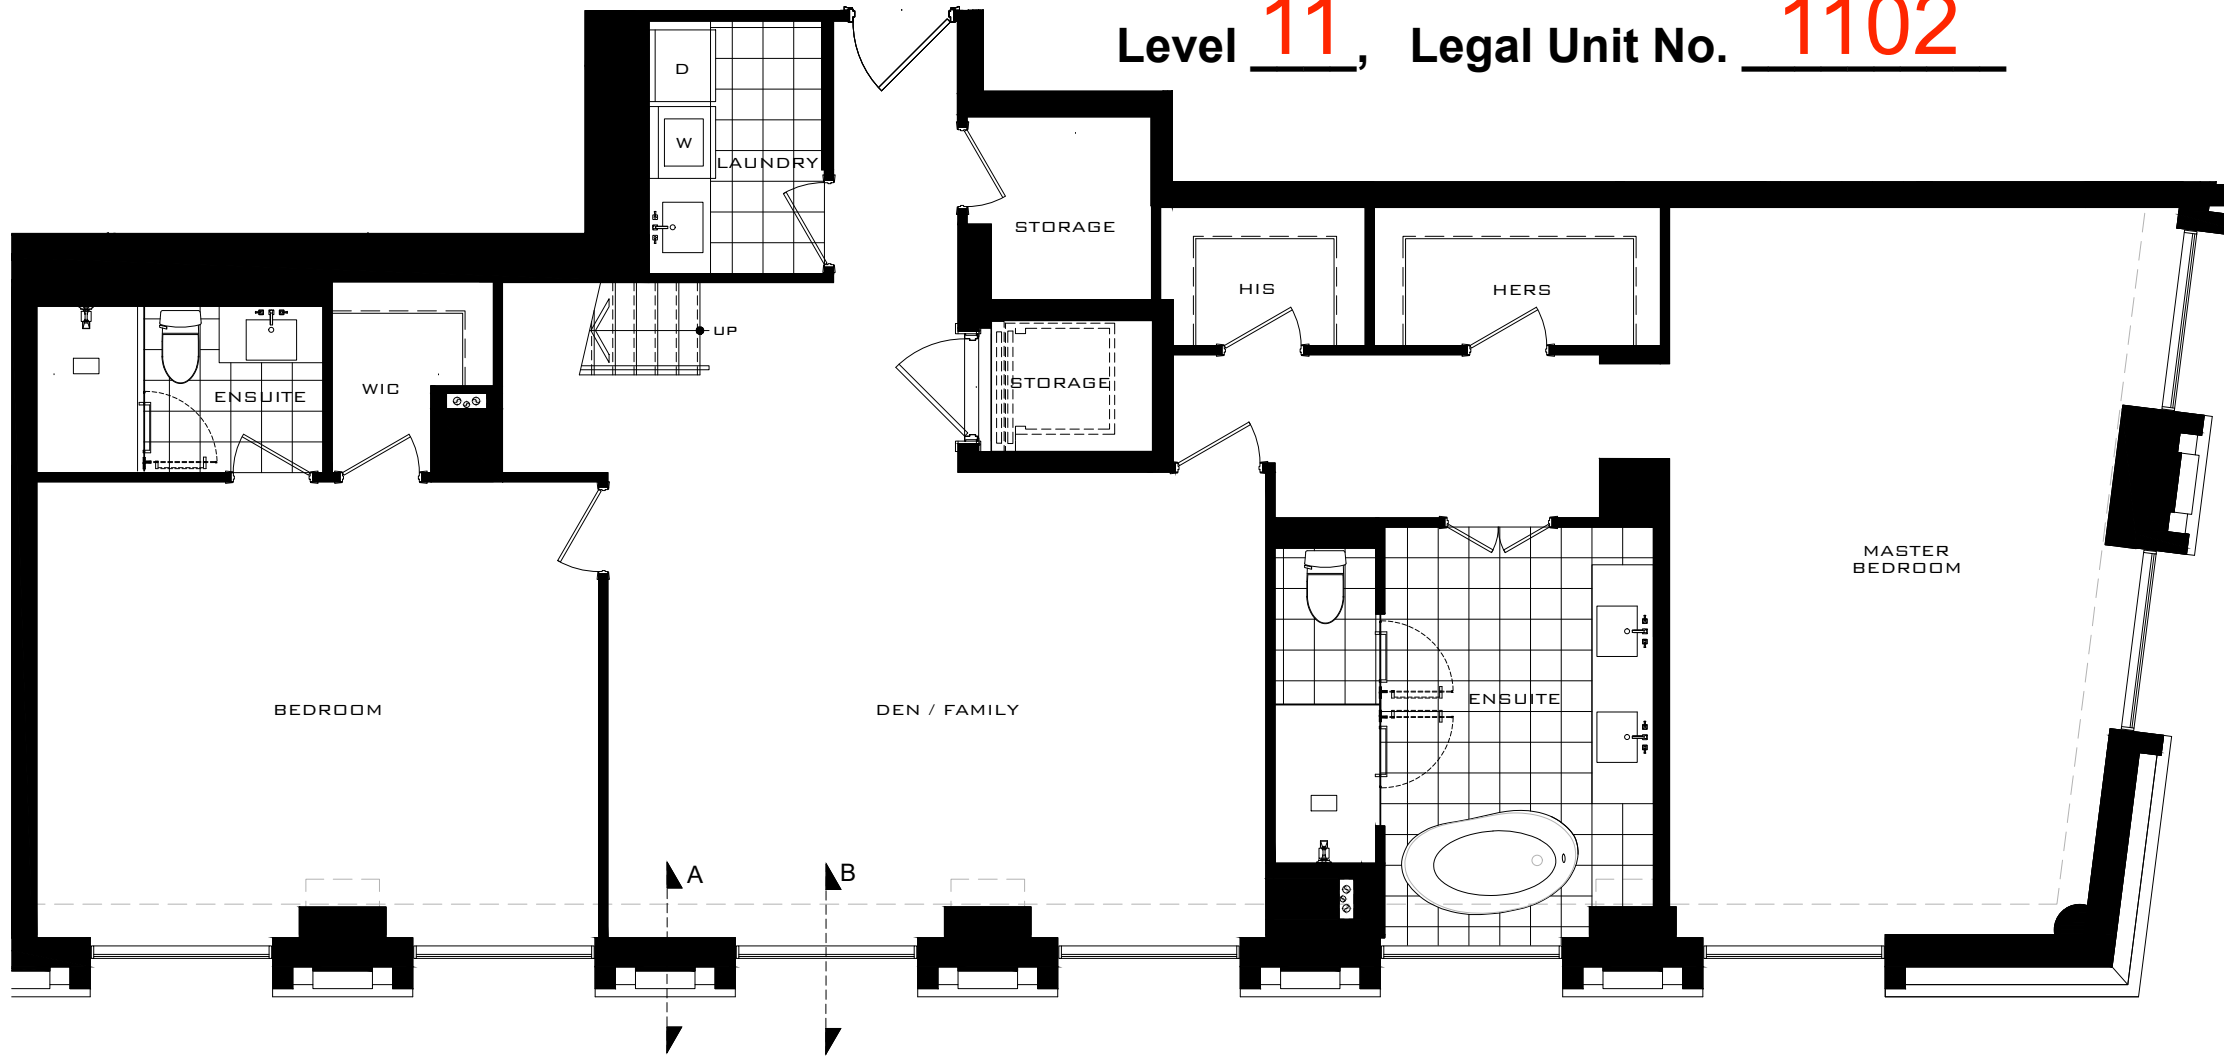 Level 11, Legal Unit No. 1102
D
W
LAUNDRY
STORAGE
HIS
HERS
UP
STORAGE
WIC
ENSUITE
MASTER
BEDROOM
ENSUITE
BEDROOM
DEN / FAMILY
A
B